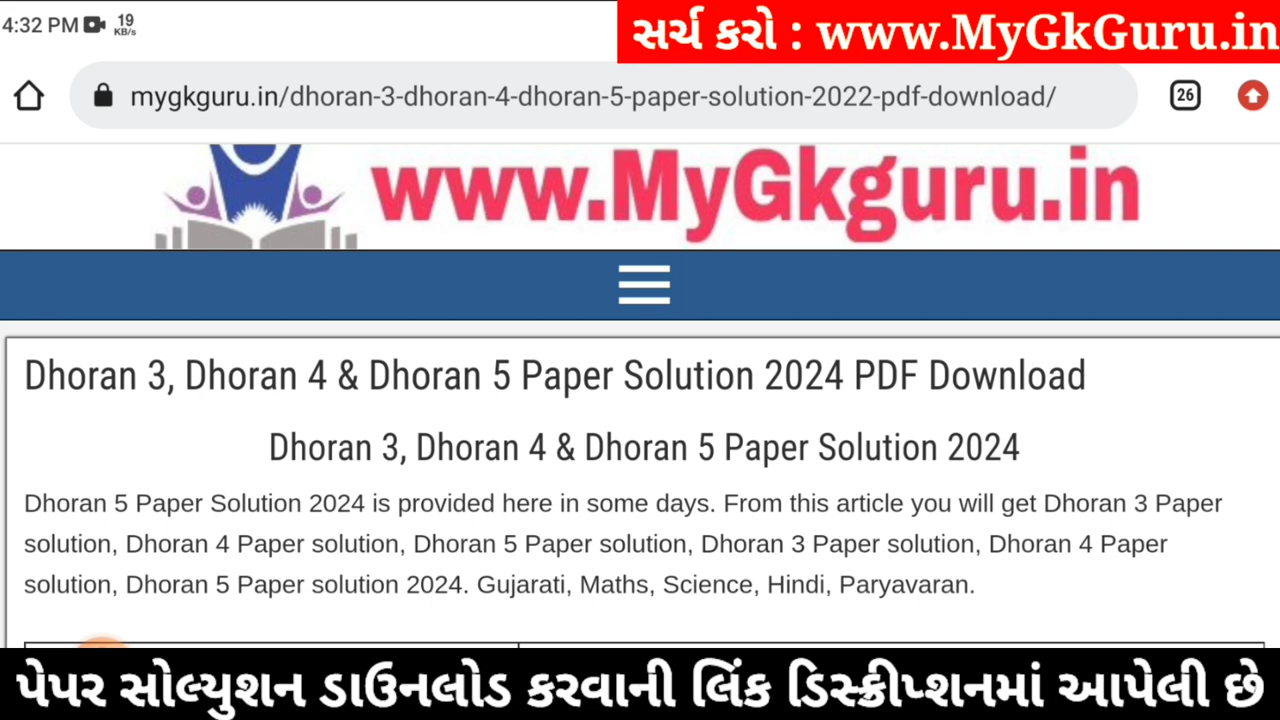 4:32 PM 19 KB/s
સર્ચ કરો : www.MyGkGuru.in
mygkguru.in/dhoran-3-dhoran-4-dhoran-5-paper-solution-2022-pdf-download/
26
www.MyGkguru.in
Dhoran 3, Dhoran 4 & Dhoran 5 Paper Solution 2024 PDF Download
Dhoran 3, Dhoran 4 & Dhoran 5 Paper Solution 2024
Dhoran 5 Paper Solution 2024 is provided here in some days. From this article you will get Dhoran 3 Paper
solution, Dhoran 4 Paper solution, Dhoran 5 Paper solution, Dhoran 3 Paper solution, Dhoran 4 Paper
solution, Dhoran 5 Paper solution 2024. Gujarati, Maths, Science, Hindi, Paryavaran.
પેપર સોલ્યુશન ડાઉનલોડ કરવાની લિંક ડિસ્ક્રીપ્શનમાં આપેલી છે